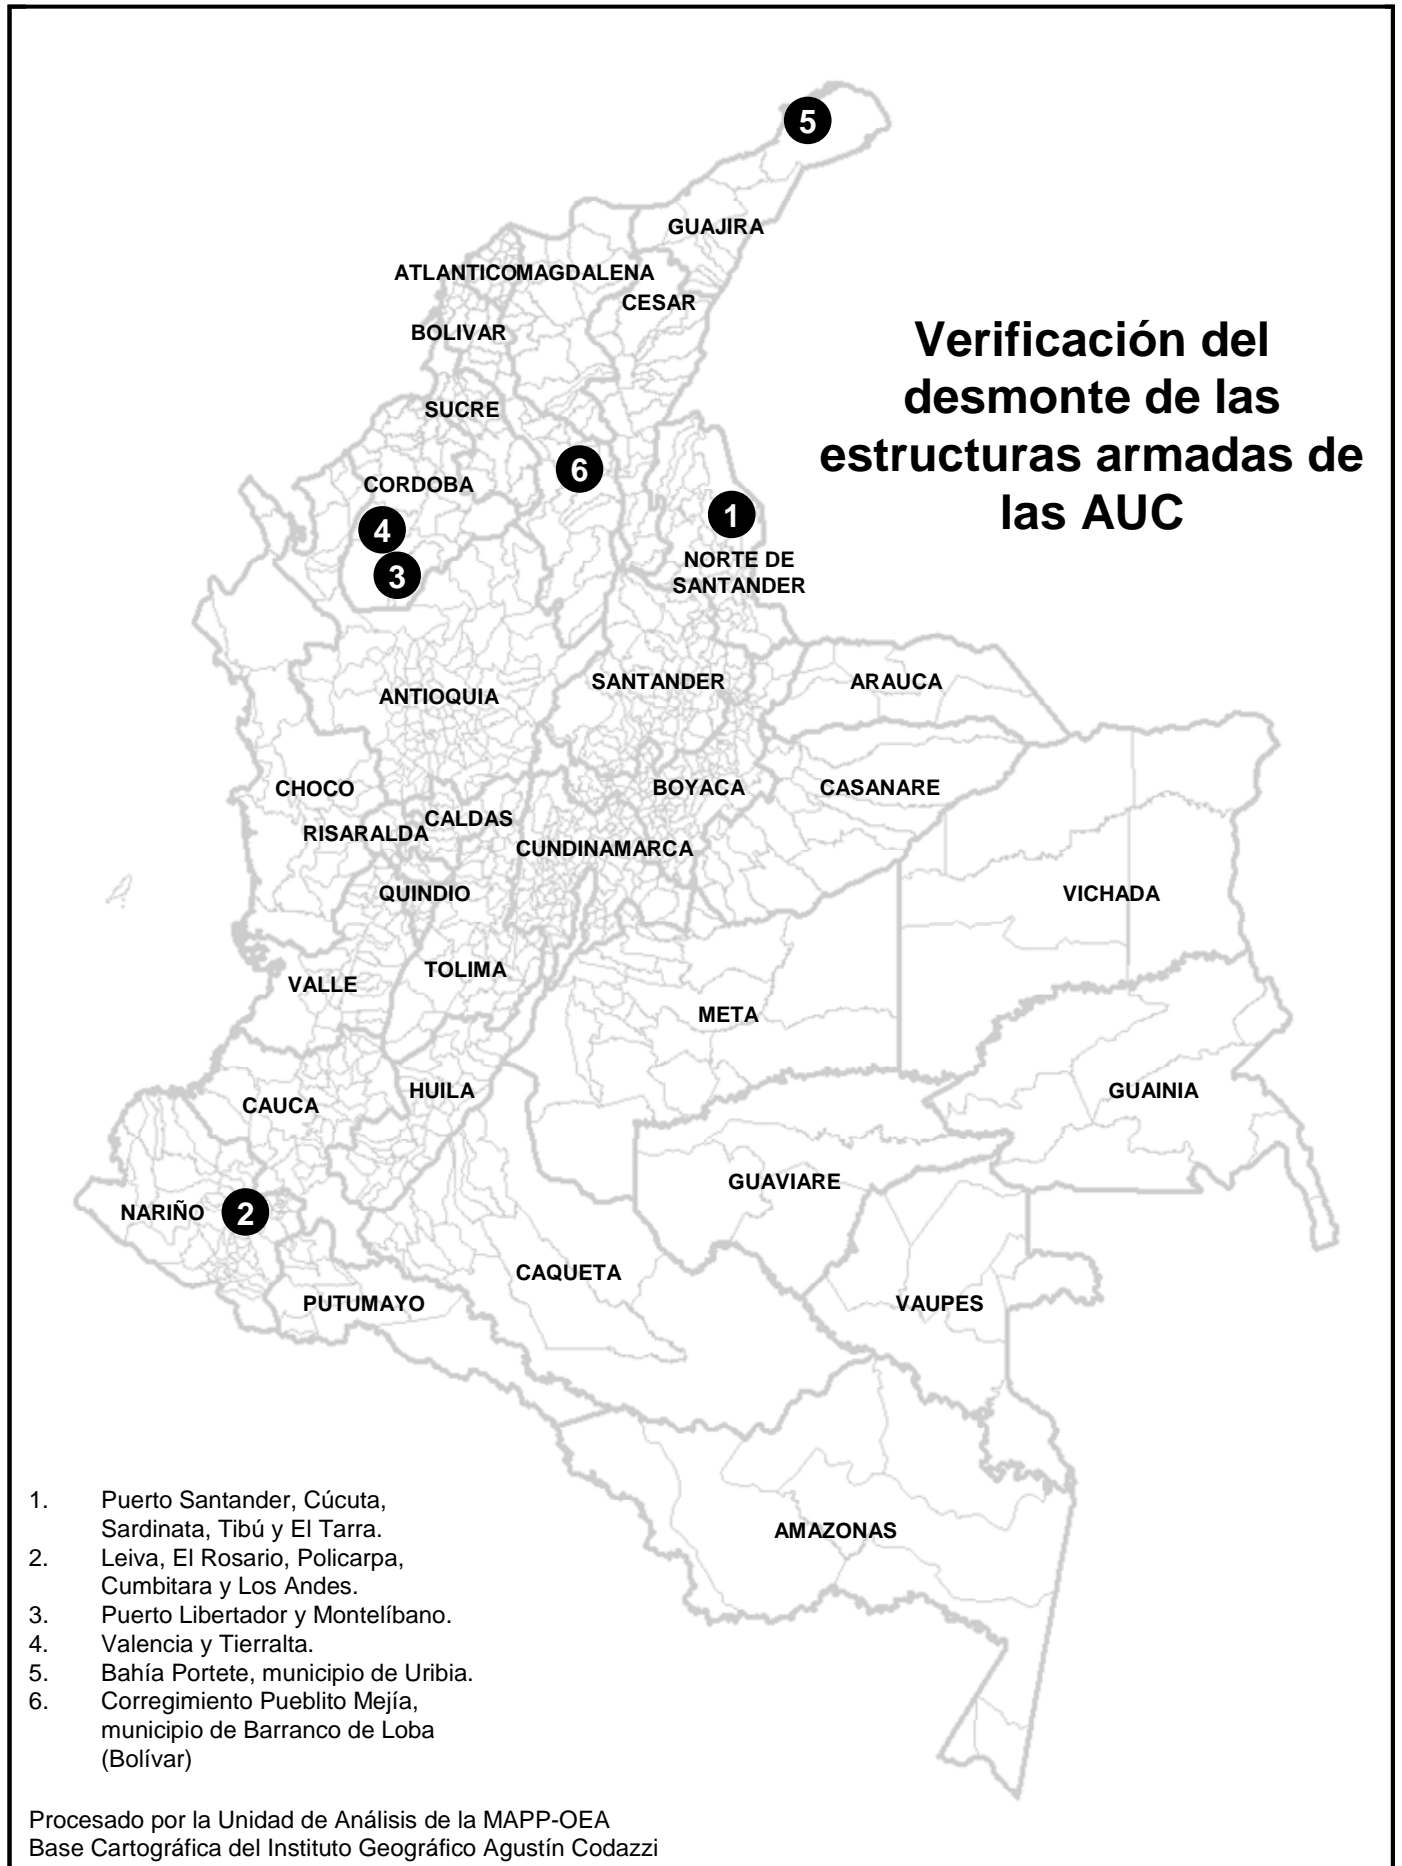 5
GUAJIRA
ATLANTICO MAGDALENA
CESAR
BOLIVAR
Verificación del
desmonte de las
estructuras armadas de
las AUC
SUCRE
6
CORDOBA
1
4
NORTE DE
SANTANDER
3
SANTANDER
ARAUCA
ANTIOQUIA
CHOCO
BOYACA
CASANARE
CALDAS
RISARALDA
CUNDINAMARCA
QUINDIO
VICHADA
TOLIMA
VALLE
META
HUILA
GUAINIA
CAUCA
GUAVIARE
NARIÑO
2
CAQUETA
PUTUMAYO
VAUPES
AMAZONAS
1. Puerto Santander, Cúcuta,
Sardinata, Tibú y El Tarra.
2. Leiva, El Rosario, Policarpa,
Cumbitara y Los Andes.
3. Puerto Libertador y Montelíbano.
4. Valencia y Tierralta.
5. Bahía Portete, municipio de Uribia.
6. Corregimiento Pueblito Mejía,
municipio de Barranco de Loba
(Bolívar)
Procesado por la Unidad de Análisis de la MAPP-OEA
Base Cartográfica del Instituto Geográfico Agustín Codazzi